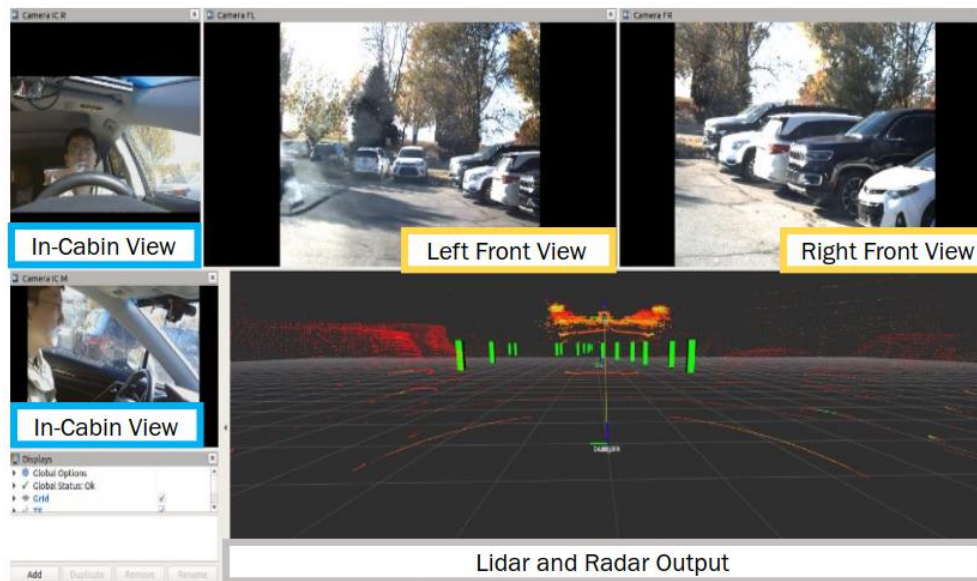 Camera IC R
Camera FL
Camera FR
In-Cabin View
Left Front View
Right Front View
Camera IC M
In-Cabin View
Displays
Global Options
Global Status: Ok
Grid
TF
Add
Duplicate
Remove
Rename
Lidar and Radar Output